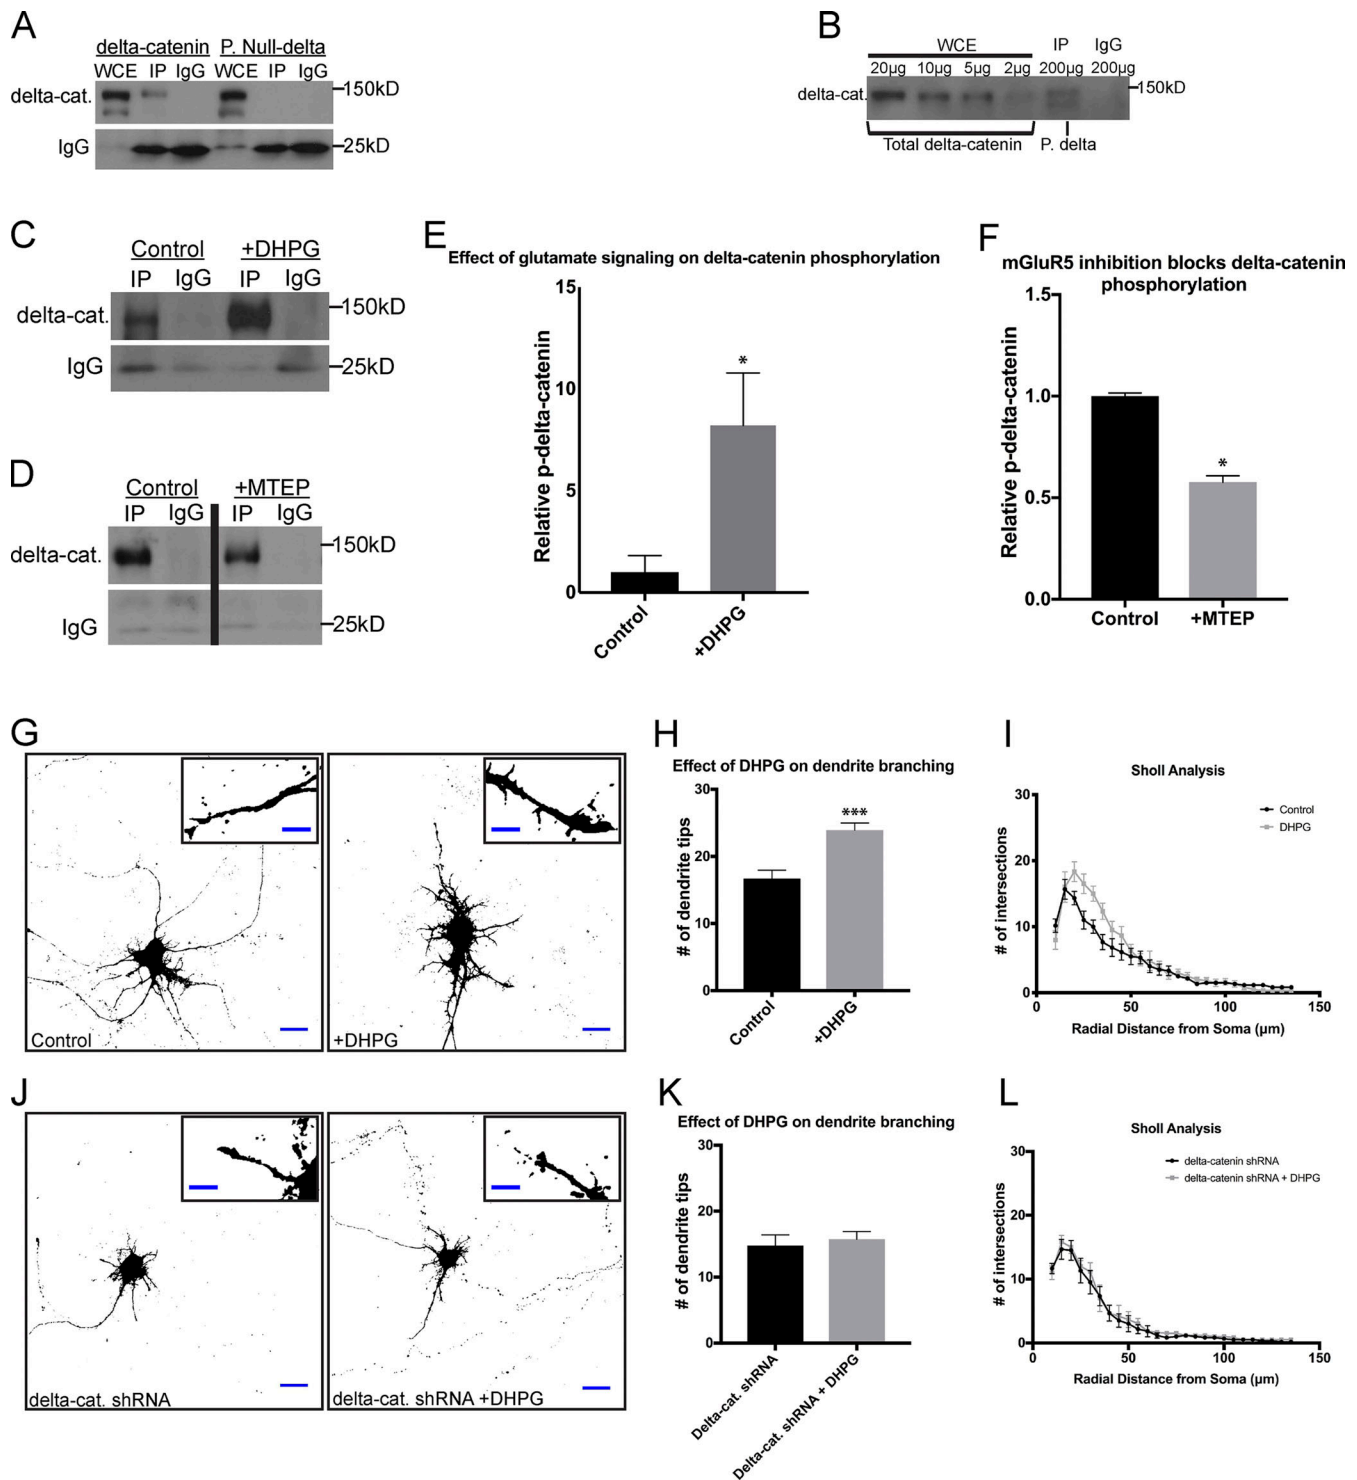 A
delta-catenin P. Null-delta
WCE IP IgG WCE IP IgG
delta-cat. 150kD
IgG 25kD
B
WCE IP IgG
20µg 10µg 5µg 2µg 200µg 200µg
delta-cat. 150kD
Total delta-catenin P. delta
C
Control +DHPG
IP IgG IP IgG
delta-cat. 150kD
IgG 25kD
D
Control +MTEP
IP IgG IP IgG
delta-cat. 150kD
IgG 25kD
E
Effect of glutamate signaling on delta-catenin phosphorylation
Relative p-delta-catenin
15
10
5
0
*
Control
+DHPG
F
mGluR5 inhibition blocks delta-catenin
phosphorylation
Relative p-delta-catenin
1.5
1.0
0.5
0.0
*
Control +MTEP
G
Control
+DHPG
H
Effect of DHPG on dendrite branching
# of dendrite tips
30
20
10
0
***
Control
+DHPG
I
Sholl Analysis
# of intersections
30
20
10
0
Control
DHPG
0 50 100 150
Radial Distance from Soma (µm)
J
delta-cat. shRNA
delta-cat. shRNA +DHPG
K
Effect of DHPG on dendrite branching
# of dendrite tips
30
20
10
0
Delta-cat. shRNA
Delta-cat. shRNA + DHPG
L
Sholl Analysis
# of intersections
30
20
10
0
delta-catenin shRNA
delta-catenin shRNA + DHPG
0 50 100 150
Radial Distance from Soma (µm)